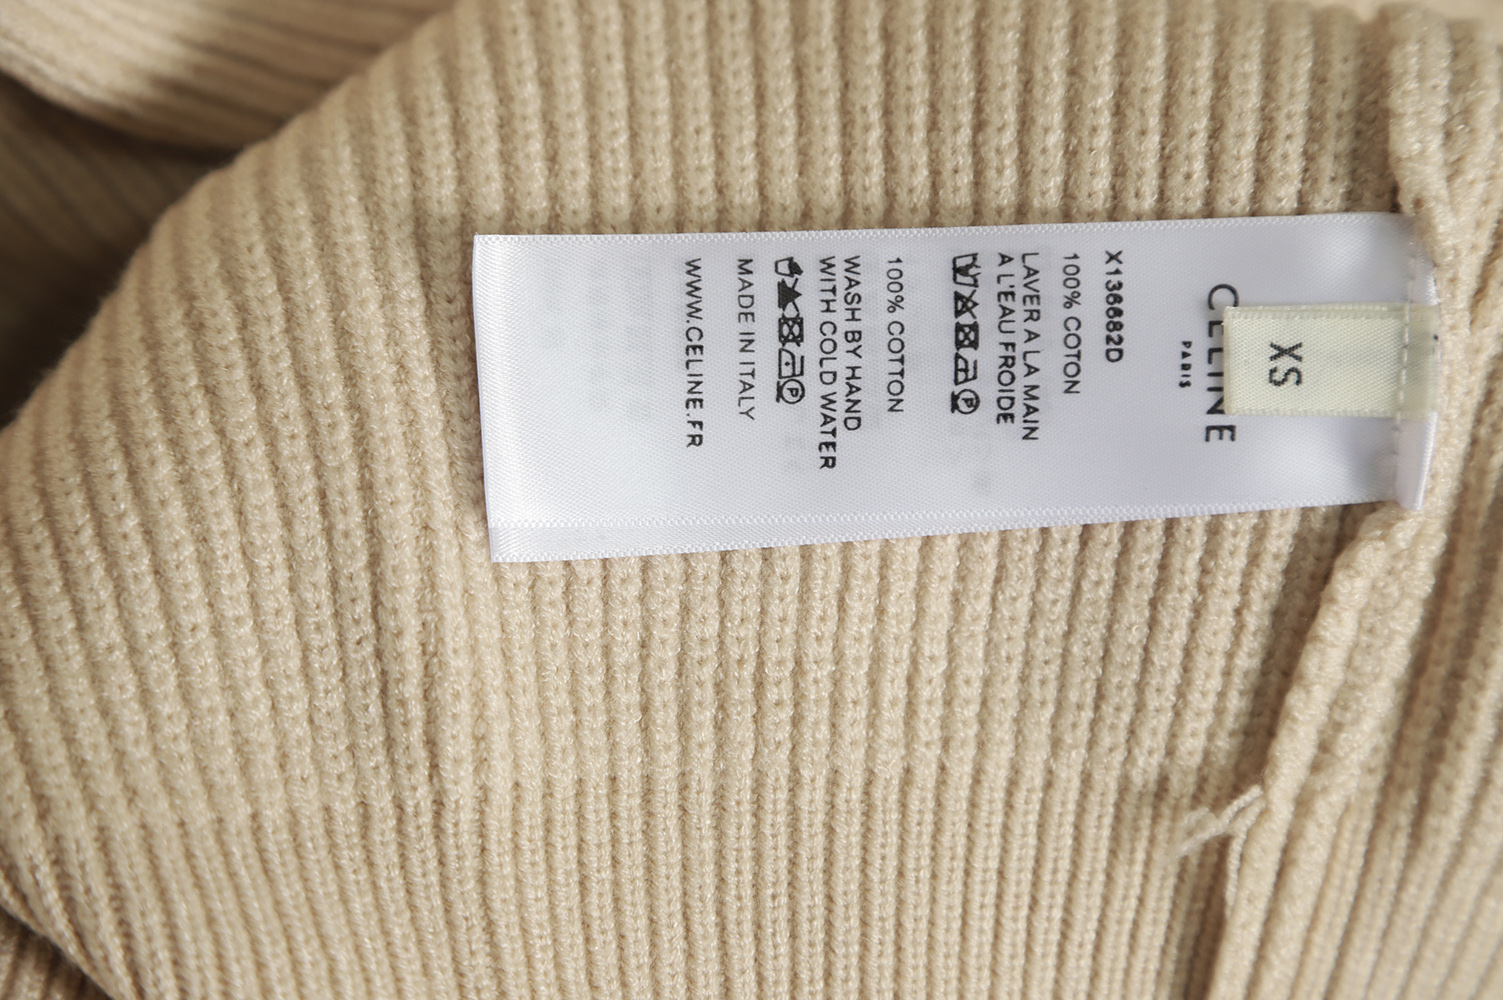 XS
CELINE
PARIS
X136682D
100% COTON
LAVER A LA MAIN
A L'EAU FROIDE
P
100% COTTON
WASH BY HAND
WITH COLD WATER
P
MADE IN ITALY
WWW.CELINE.FR